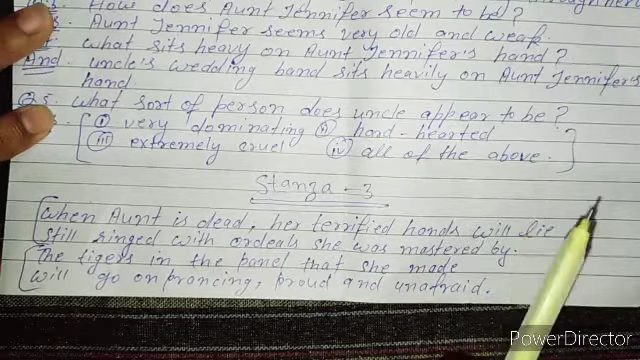 How does Aunt Jennifer seem to be?
Aunt Jennifer seems very old and weak.
What sits heavy on Aunt Jennifer's hand?
And. uncle's wedding band sits heavily on Aunt Jennifer's
hand
Q5. What sort of person does uncle appear to be?
(i) very dominating (ii) hard-hearted
(iii) extremely cruel (iv) all of the above.
Stanza - 3
When Aunt is dead, her terrified hands will lie
still ringed with ordeals she was mastered by.
The tigers in the panel that she made
will go on prancing, proud and unafraid.
PowerDirector